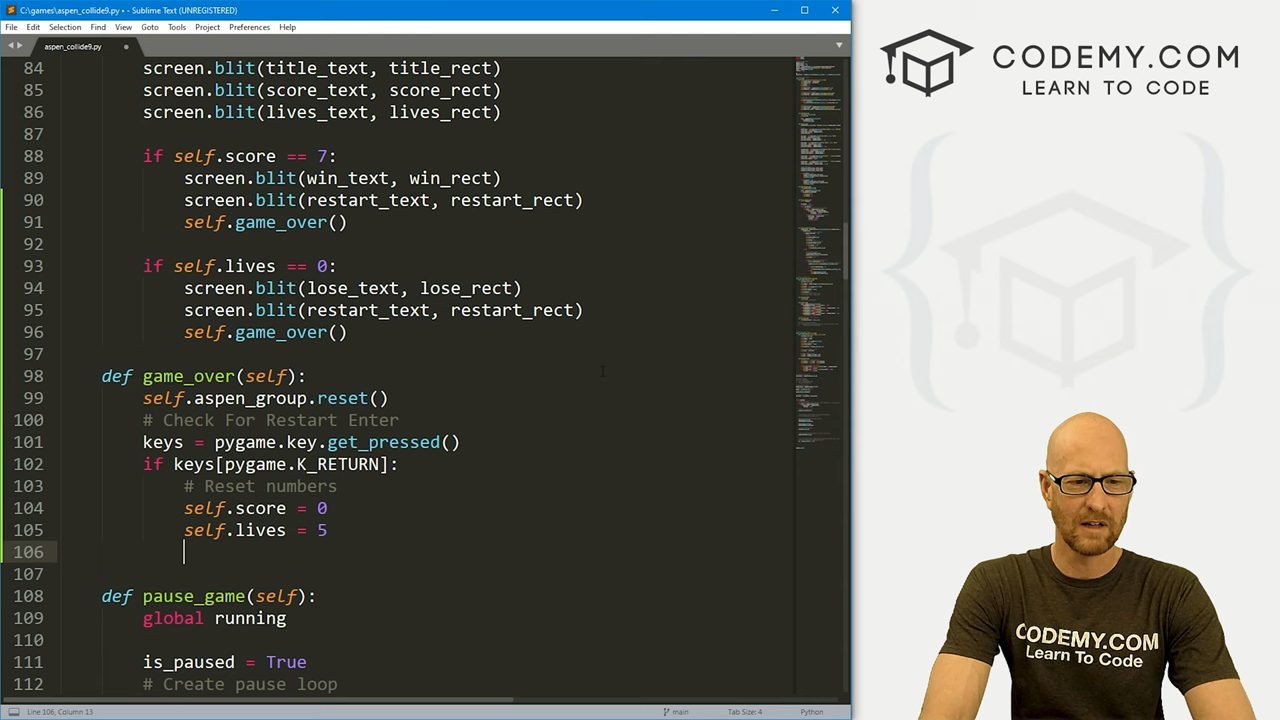 C:\games\aspen_collide9.py • - Sublime Text (UNREGISTERED)
File Edit Selection Find View Goto Tools Project Preferences Help
aspen_collide9.py
84 screen.blit(title_text, title_rect)
85 screen.blit(score_text, score_rect)
86 screen.blit(lives_text, lives_rect)
87
88 if self.score == 7:
89 screen.blit(win_text, win_rect)
90 screen.blit(restart_text, restart_rect)
91 self.game_over()
92
93 if self.lives == 0:
94 screen.blit(lose_text, lose_rect)
95 screen.blit(restart_text, restart_rect)
96 self.game_over()
97
98 def game_over(self):
99 self.aspen_group.reset()
100 # Check For Restart Enter
101 keys = pygame.key.get_pressed()
102 if keys[pygame.K_RETURN]:
103 # Reset numbers
104 self.score = 0
105 self.lives = 5
106
107
108 def pause_game(self):
109 global running
110
111 is_paused = True
112 # Create pause loop
Line 106, Column 13 main Tab Size: 4 Python
CODEMY.COM
LEARN TO CODE
CODEMY.COM
Learn To Code